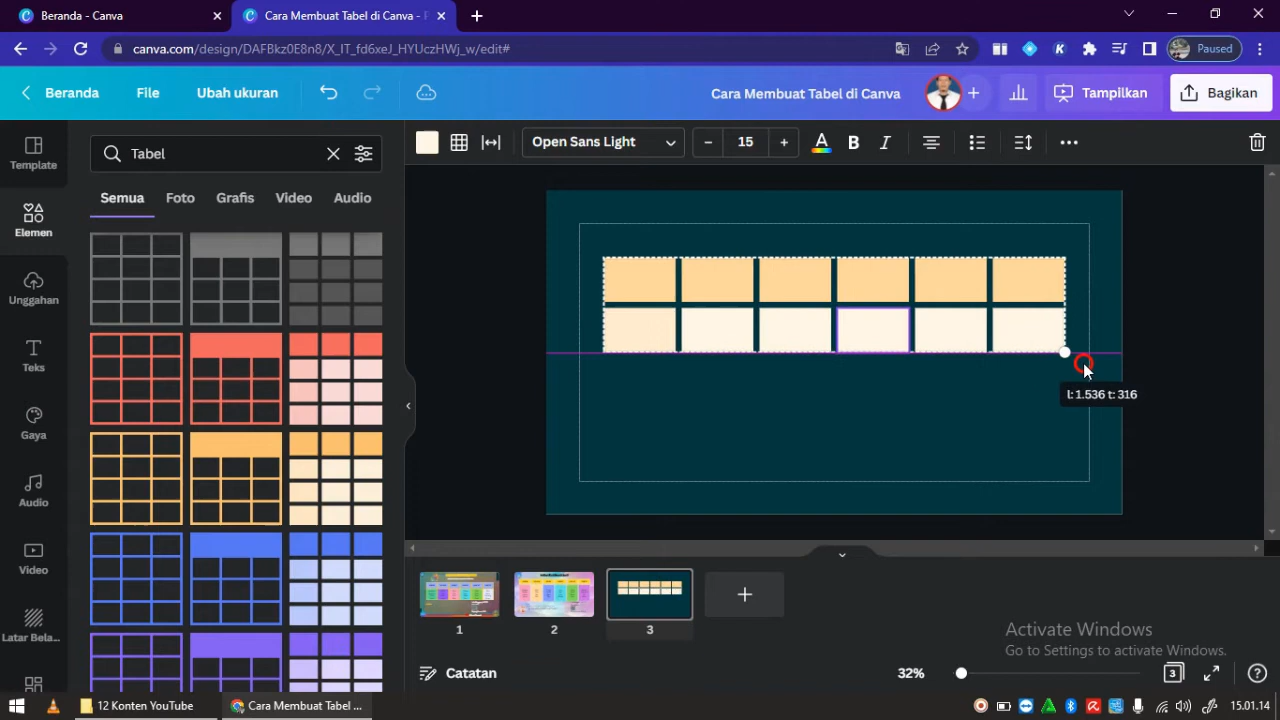 Beranda - Canva
Cara Membuat Tabel di Canva - P
canva.com/design/DAFBkz0E8n8/X_IT_fd6xeJ_HYUczHWj_w/edit#
Paused
Beranda
File
Ubah ukuran
Cara Membuat Tabel di Canva
Tampilkan
Bagikan
Template
Elemen
Unggahan
Teks
Gaya
Audio
Video
Latar Bela...
Tabel
Semua
Foto
Grafis
Video
Audio
Open Sans Light
15
A
B
I
l: 1.536 t: 316
1
2
3
Catatan
32%
3
Activate Windows
Go to Settings to activate Windows.
12 Konten YouTube
Cara Membuat Tabel ...
15.01.14